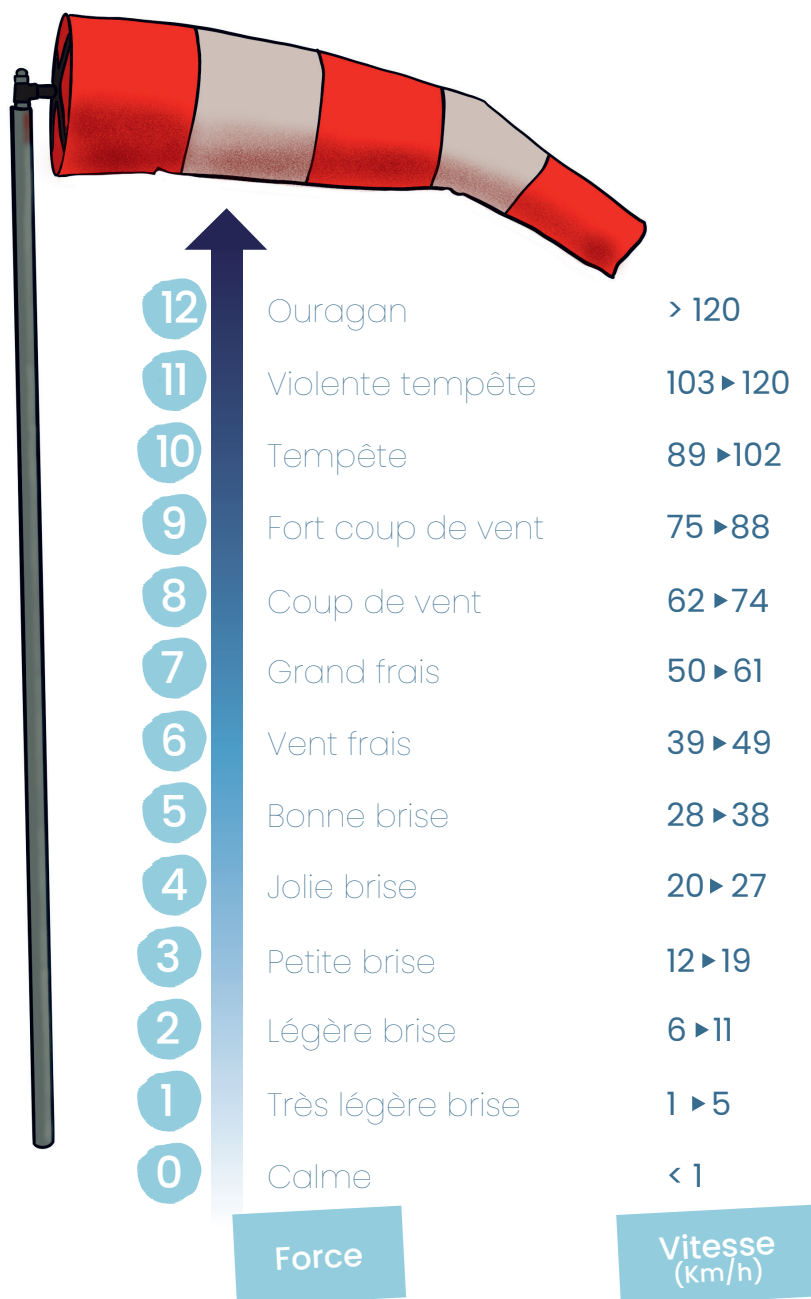 12 Ouragan > 120
11 Violente tempête 103 ▸ 120
10 Tempête 89 ▸ 102
9 Fort coup de vent 75 ▸ 88
8 Coup de vent 62 ▸ 74
7 Grand frais 50 ▸ 61
6 Vent frais 39 ▸ 49
5 Bonne brise 28 ▸ 38
4 Jolie brise 20 ▸ 27
3 Petite brise 12 ▸ 19
2 Légère brise 6 ▸ 11
1 Très légère brise 1 ▸ 5
0 Calme < 1
Force Vitesse
(Km/h)